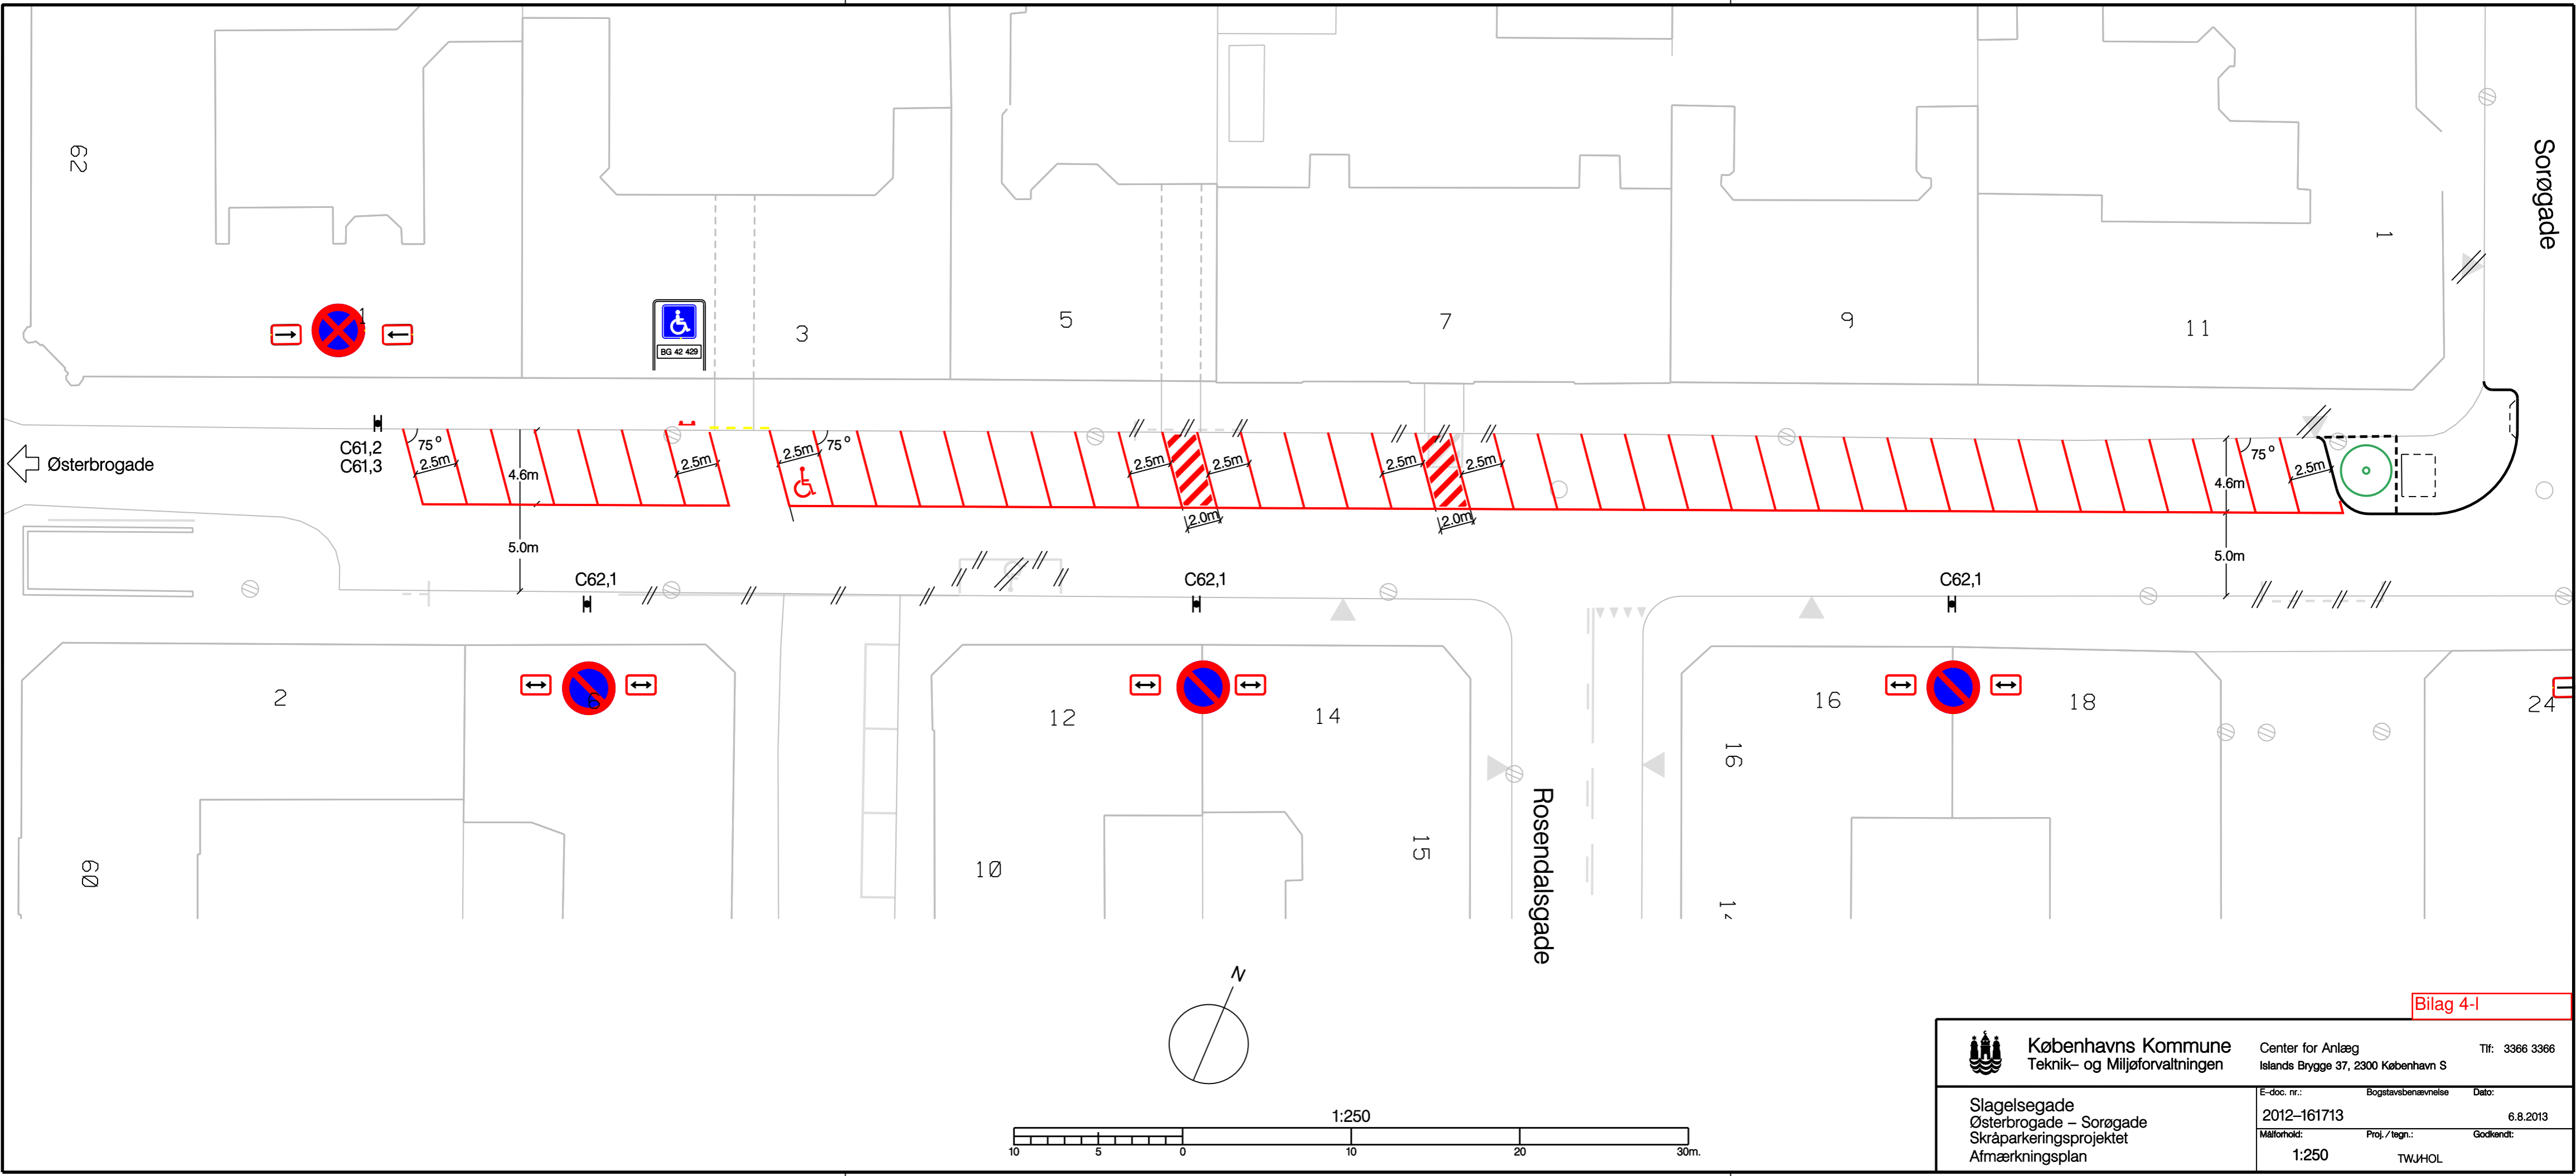 62
Sorøgade
1
1
BG 42 429
3
5
7
9
11
C61,2
C61,3
Østerbrogade
75°
2.5m
4.6m
2.5m
2.5m
75°
2.5m
2.5m
2.0m
2.5m
2.5m
2.0m
4.6m
75°
2.5m
5.0m
5.0m
C62,1
C62,1
C62,1
2
6
12
14
16
18
24
16
60
10
15
Rosendalsgade
N
Bilag 4-I
Københavns Kommune
Teknik– og Miljøforvaltningen
Center for Anlæg
Tlf: 3366 3366
Islands Brygge 37, 2300 København S
Slagelsegade
Østerbrogade – Sorøgade
Skråparkeringsprojektet
Afmærkningsplan
E–doc. nr.:
Bogstavsbenævnelse
Dato:
2012–161713
6.8.2013
Målforhold:
Proj./tegn.:
Godkendt:
1:250
TWJ/HOL
1:250
10 5 0 10 20 30m.